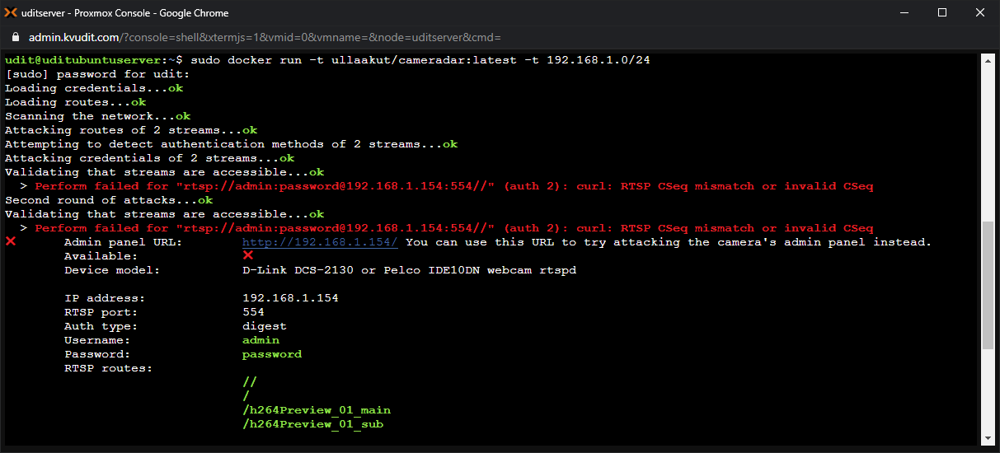 uditserver - Proxmox Console - Google Chrome
admin.kvudit.com/?console=shell&xtermjs=1&vmid=0&vmname=&node=uditserver&cmd=
udit@uditubuntuserver:~$ sudo docker run -t ullaakut/cameradar:latest -t 192.168.1.0/24
[sudo] password for udit:
Loading credentials...ok
Loading routes...ok
Scanning the network...ok
Attacking routes of 2 streams...ok
Attempting to detect authentication methods of 2 streams...ok
Attacking credentials of 2 streams...ok
Validating that streams are accessible...ok
> Perform failed for "rtsp://admin:password@192.168.1.154:554//" (auth 2): curl: RTSP CSeq mismatch or invalid CSeq
Second round of attacks...ok
Validating that streams are accessible...ok
> Perform failed for "rtsp://admin:password@192.168.1.154:554//" (auth 2): curl: RTSP CSeq mismatch or invalid CSeq
✖ Admin panel URL: http://192.168.1.154/ You can use this URL to try attacking the camera's admin panel instead.
Available: ✖
Device model: D-Link DCS-2130 or Pelco IDE10DN webcam rtspd
IP address: 192.168.1.154
RTSP port: 554
Auth type: digest
Username: admin
Password: password
RTSP routes:
//
/
/h264Preview_01_main
/h264Preview_01_sub